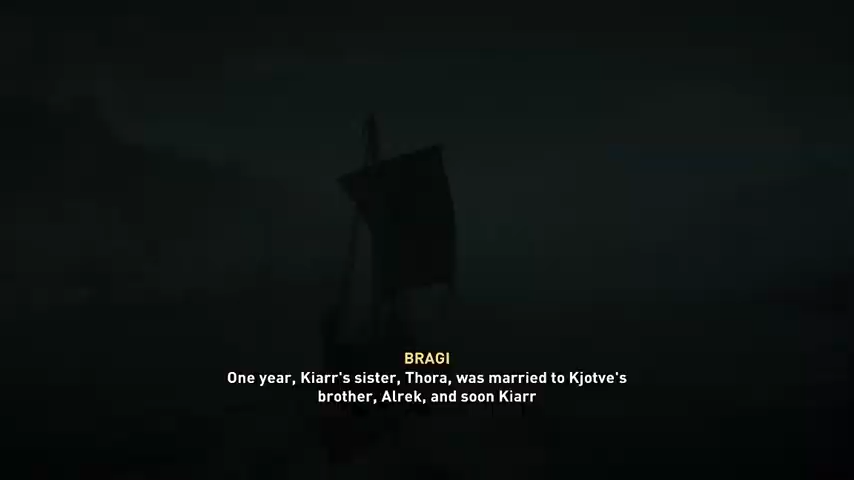 BRAGI
One year, Kiarr's sister, Thora, was married to Kjotve's
brother, Alrek, and soon Kiarr